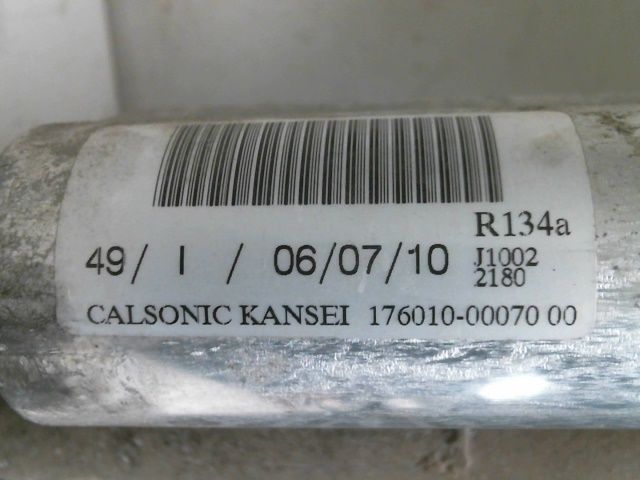 R134a
49/ I / 06/07/10 J1002
2180
CALSONIC KANSEI 176010-00070 00